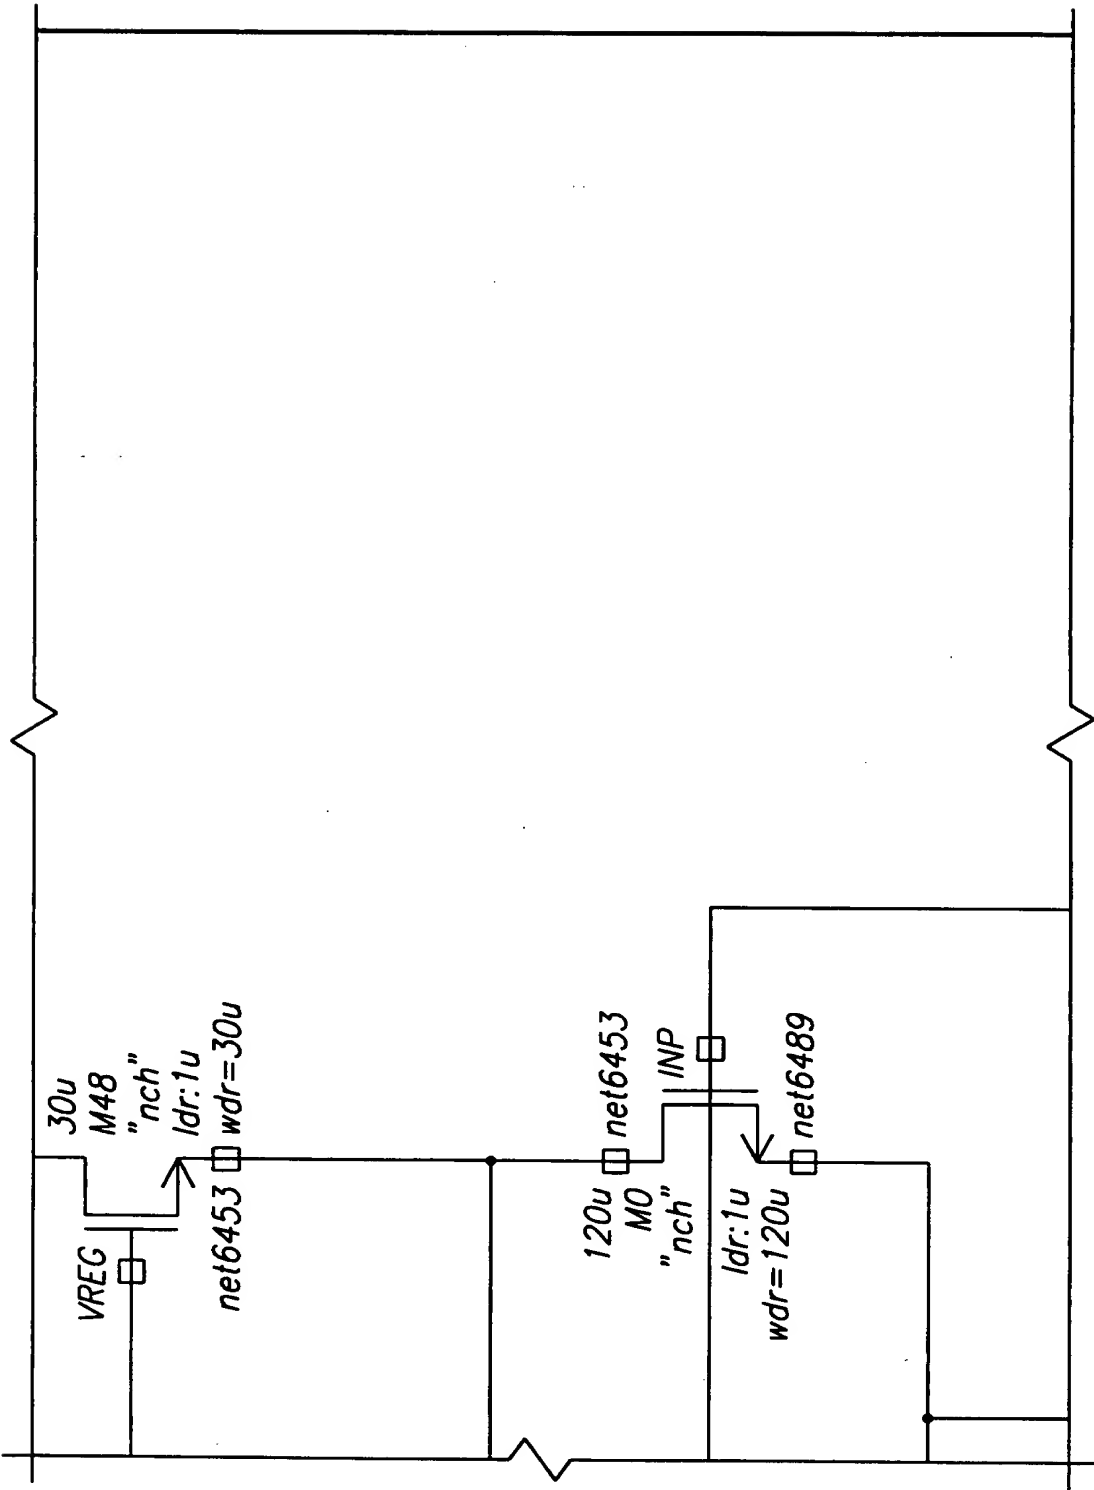 30u
M48
"nch"
ldr:1u
wdr=30u
VREG
net6453
net6453
120u
M0
"nch"
INP
ldr:1u
wdr=120u
net6489